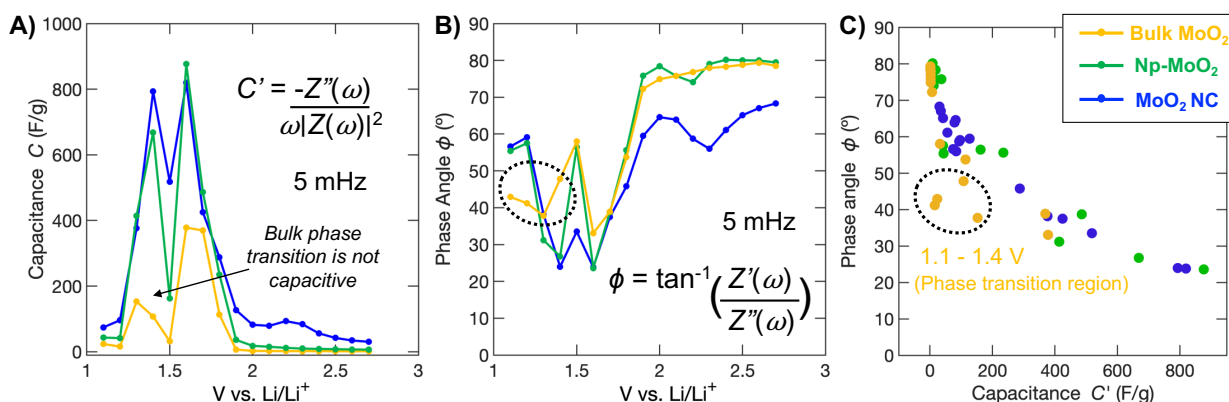 A)
1000
800
600
400
200
0
Capacitance C (F/g)
C' = -Z"(ω)
ω|Z(ω)|²
5 mHz
Bulk phase
transition is not
capacitive
1 1.5 2 2.5 3
V vs. Li/Li⁺
B)
90
80
70
60
50
40
30
20
10
0
Phase Angle ϕ (º)
5 mHz
ϕ = tan⁻¹(Z'(ω)
Z"(ω))
1 1.5 2 2.5 3
V vs. Li/Li⁺
C)
90
80
70
60
50
40
30
20
10
0
Phase angle ϕ (º)
Bulk MoO₂
Np-MoO₂
MoO₂ NC
1.1 - 1.4 V
(Phase transition region)
0 200 400 600 800
Capacitance C' (F/g)